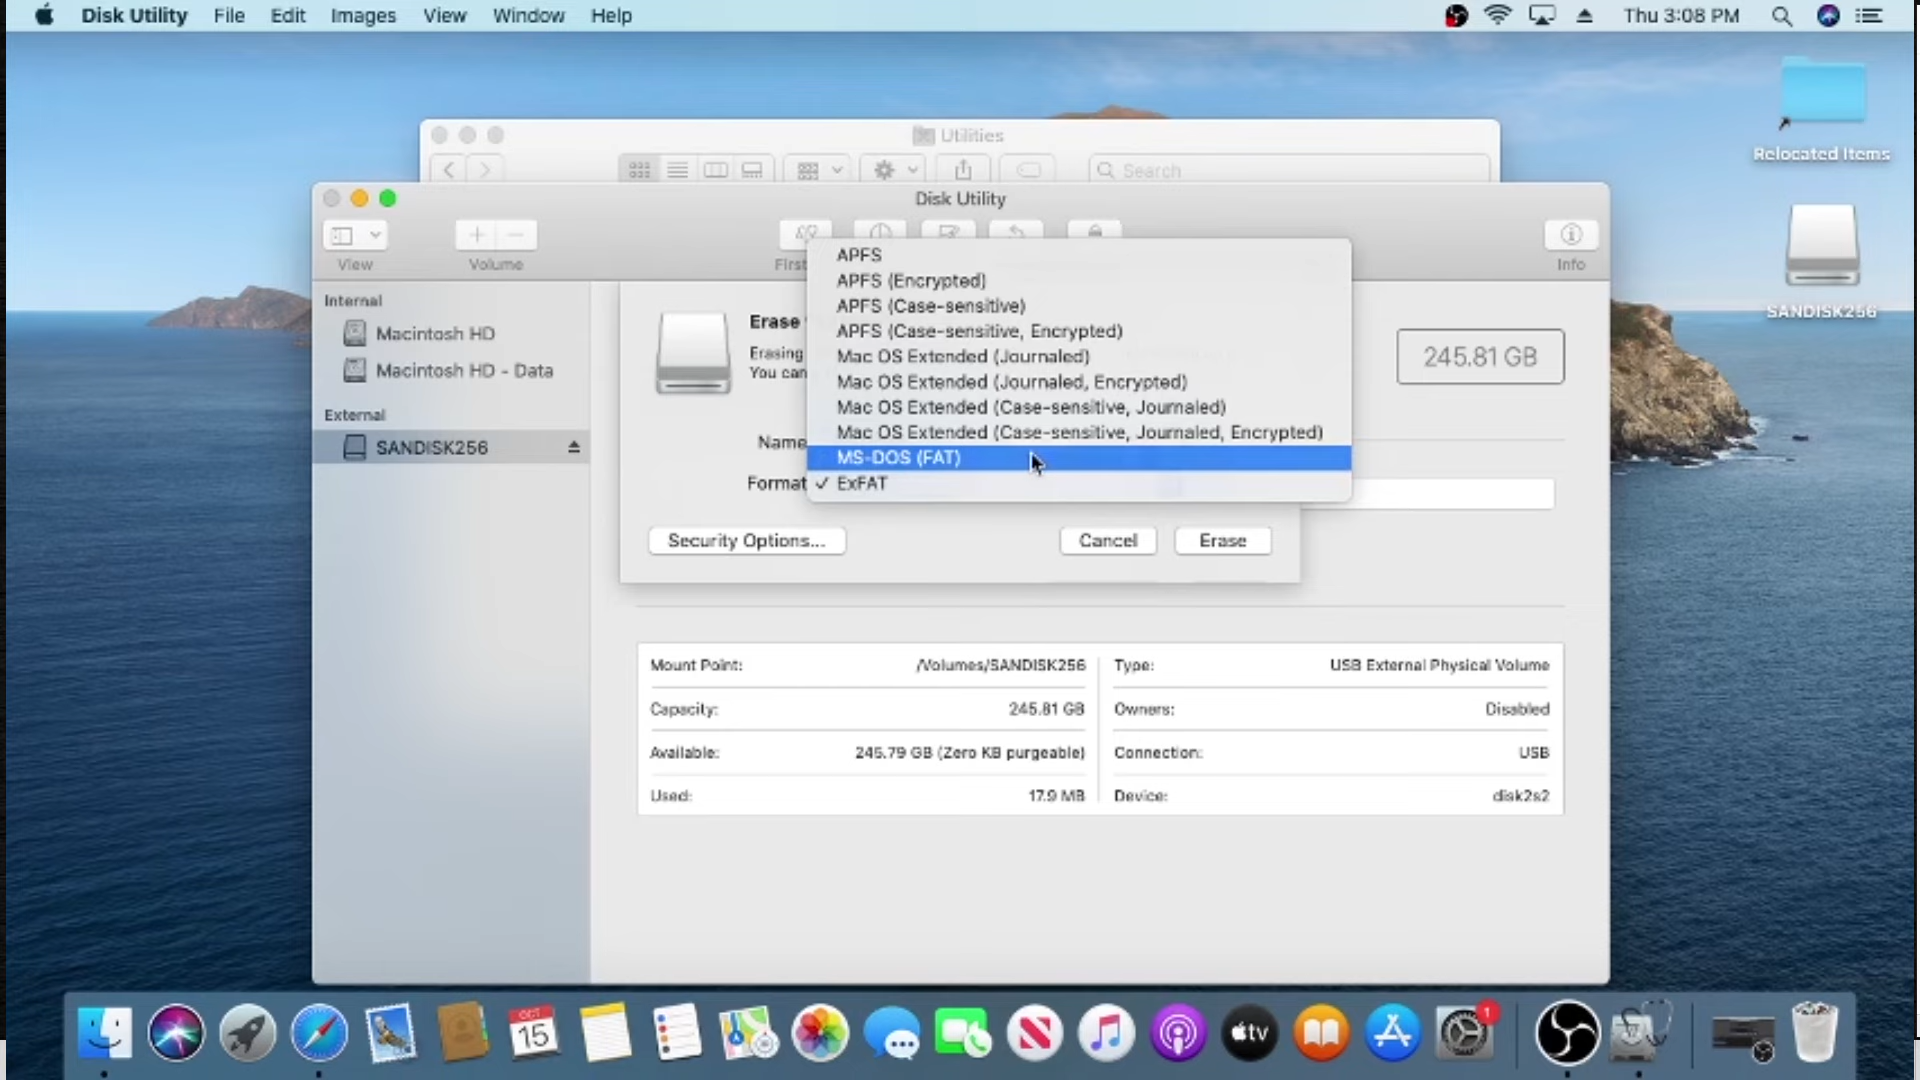 Disk Utility File Edit Images View Window Help Thu 3:08 PM
Relocated Items
SANDISK256
Utilities
Search
Disk Utility
View
Volume
First
Info
Internal
Macintosh HD
Macintosh HD - Data
External
SANDISK256
Erase
Erasing
You can
APFS
APFS (Encrypted)
APFS (Case-sensitive)
APFS (Case-sensitive, Encrypted)
Mac OS Extended (Journaled)
Mac OS Extended (Journaled, Encrypted)
Mac OS Extended (Case-sensitive, Journaled)
Mac OS Extended (Case-sensitive, Journaled, Encrypted)
MS-DOS (FAT)
✓ ExFAT
Name
Format
245.81 GB
Security Options... Cancel Erase
Mount Point: /Volumes/SANDISK256 Type: USB External Physical Volume
Capacity: 245.81 GB Owners: Disabled
Available: 245.79 GB (Zero KB purgeable) Connection: USB
Used: 17.9 MB Device: disk2s2
OCT
15
tv
1